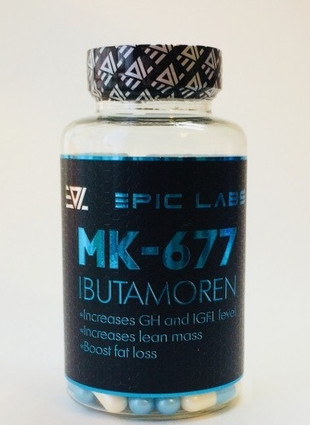 EPIC LABS
MK-677
IBUTAMOREN
Increases GH and IGF1 level
Increases lean mass
Boost fat loss